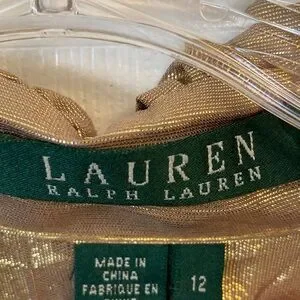 LAUREN
RALPH LAUREN
MADE IN
CHINA
FABRIQUE EN
12